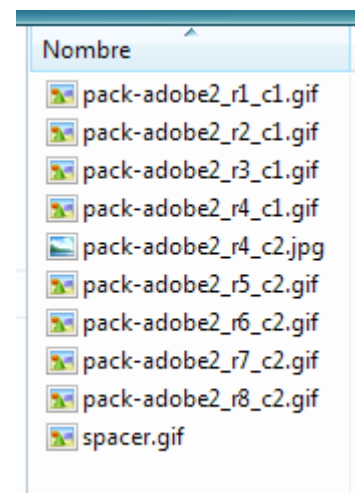 Nombre
pack-adobe2_r1_c1.gif
pack-adobe2_r2_c1.gif
pack-adobe2_r3_c1.gif
pack-adobe2_r4_c1.gif
pack-adobe2_r4_c2.jpg
pack-adobe2_r5_c2.gif
pack-adobe2_r6_c2.gif
pack-adobe2_r7_c2.gif
pack-adobe2_r8_c2.gif
spacer.gif